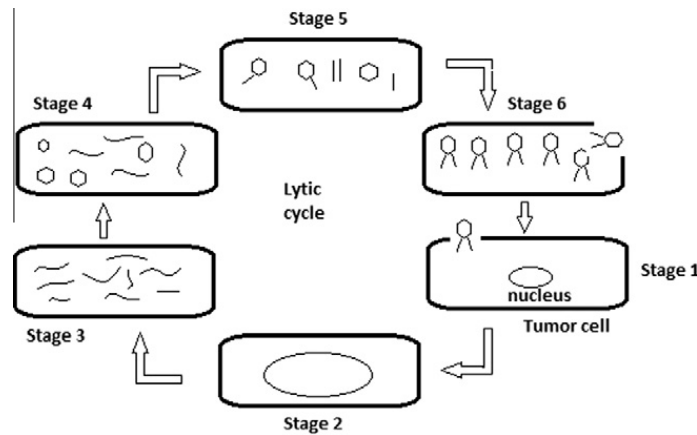 Stage 5
Stage 4
Stage 6
Lytic
cycle
Stage 1
nucleus
Tumor cell
Stage 3
Stage 2